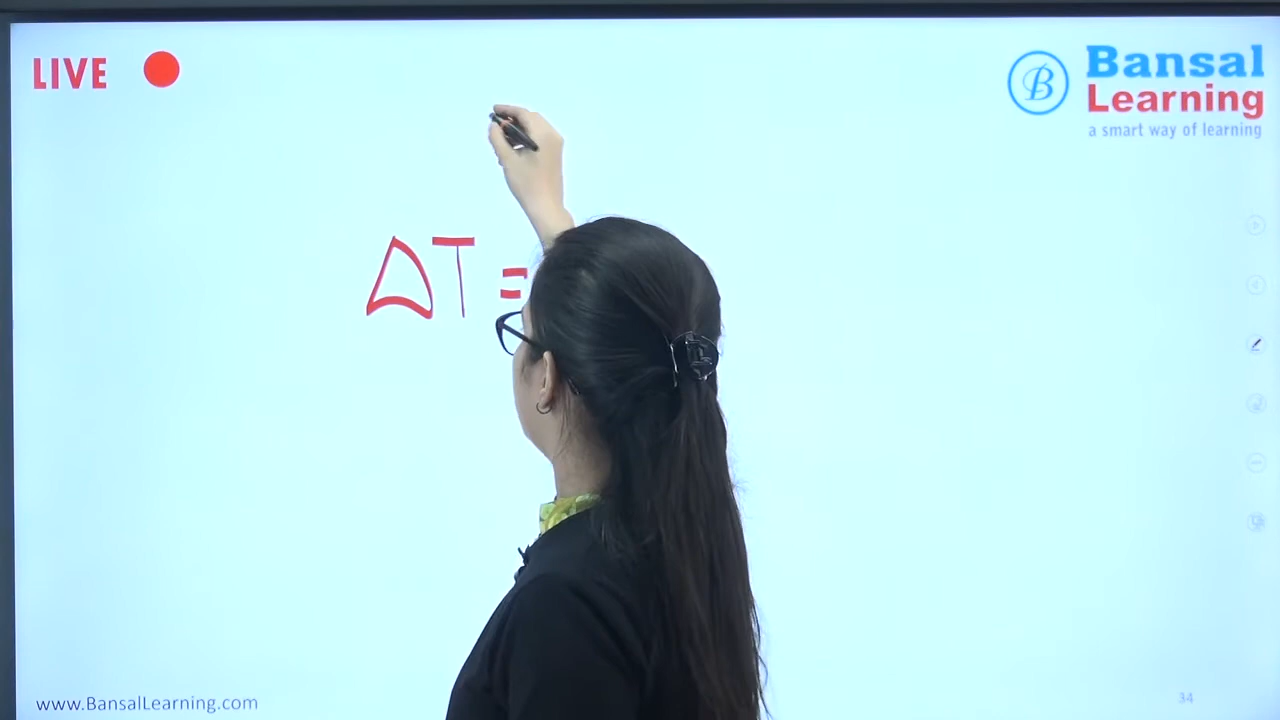 LIVE
B
Bansal
Learning
a smart way of learning
ΔT =
www.BansalLearning.com
34